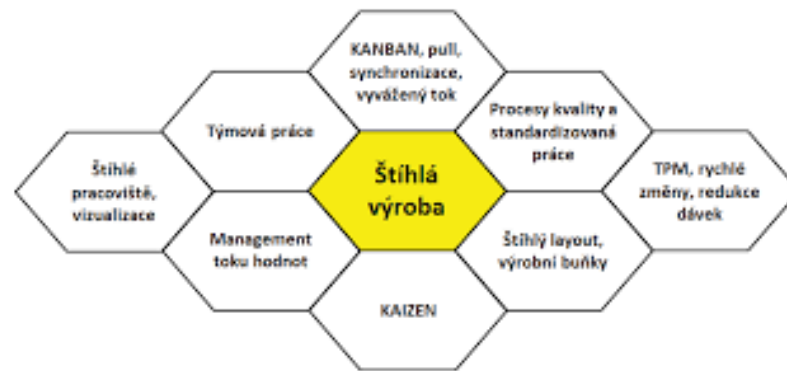 KANBAN, pull,
synchronizace,
vyvážený tok
Týmová práce
Procesy kvality a
standardizovaná
práce
Štíhlé
pracoviště,
vizualizace
Štíhlá
výroba
TPM, rychlé
změny, redukce
dávek
Management
toku hodnot
Štíhlý layout,
výrobní buňky
KAIZEN